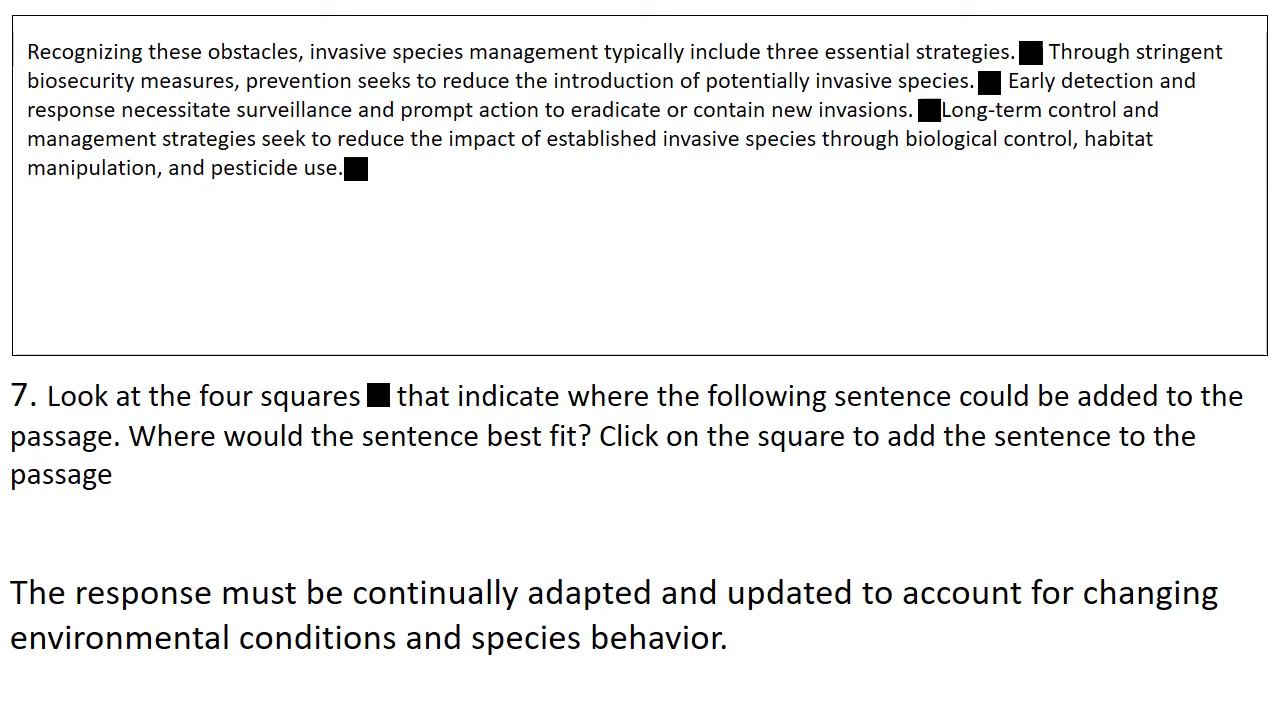 Recognizing these obstacles, invasive species management typically include three essential strategies. ■ Through stringent
biosecurity measures, prevention seeks to reduce the introduction of potentially invasive species. ■ Early detection and
response necessitate surveillance and prompt action to eradicate or contain new invasions. ■Long-term control and
management strategies seek to reduce the impact of established invasive species through biological control, habitat
manipulation, and pesticide use.■
7. Look at the four squares ■ that indicate where the following sentence could be added to the
passage. Where would the sentence best fit? Click on the square to add the sentence to the
passage
The response must be continually adapted and updated to account for changing
environmental conditions and species behavior.